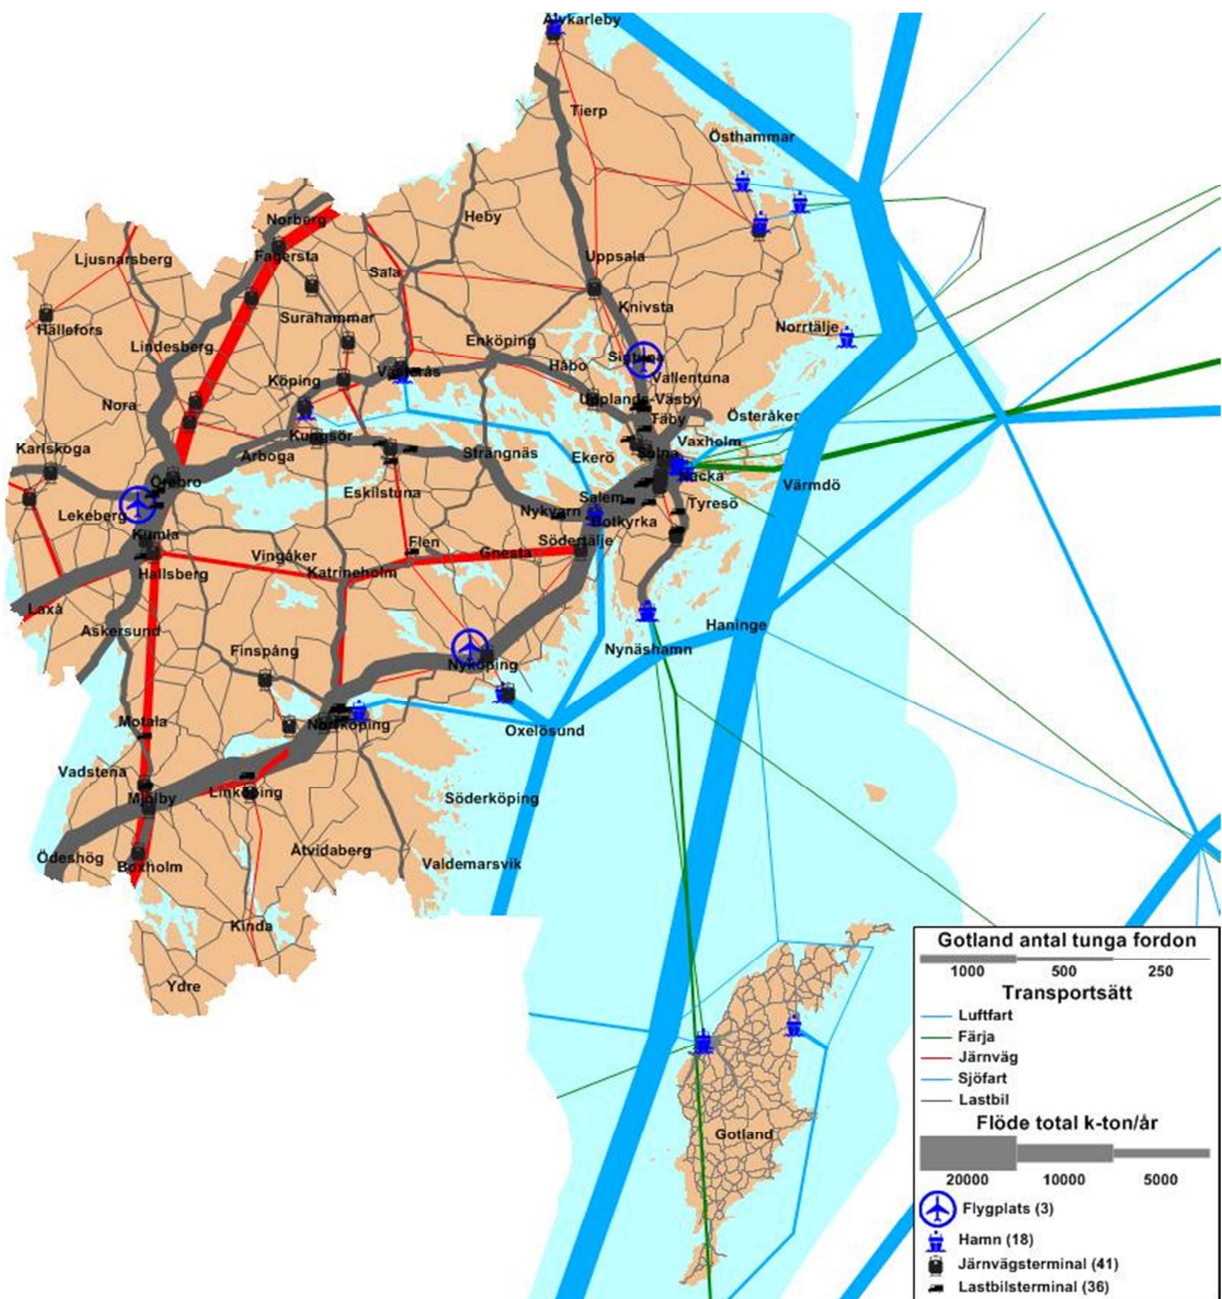 Älvkarleby
Tierp
Östhammar
Norberg
Heby
Ljusnarsberg
Fagersta
Sala
Uppsala
Knivsta
Hällefors
Surahammar
Norrtälje
Lindesberg
Enköping
Håbo
Sigtuna
Vallentuna
Köping
Västerås
Nora
Upplands-Väsby
Täby
Österåker
Karlskoga
Kungsör
Arboga
Strängnäs
Ekerö
Solna
Vaxholm
Örebro
Nacka
Värmdö
Eskilstuna
Salem
Tyresö
Lekeberg
Nykvarn
Botkyrka
Kumla
Södertälje
Flen
Gnesta
Vingåker
Hallsberg
Katrineholm
Laxå
Askersund
Haninge
Finspång
Nynäshamn
Nyköping
Motala
Norrköping
Oxelösund
Vadstena
Mjölby
Linköping
Söderköping
Ödeshög
Boxholm
Åtvidaberg
Valdemarsvik
Kinda
Ydre
Gotland
Gotland antal tunga fordon
1000 500 250
Transportsätt
Luftfart
Färja
Järnväg
Sjöfart
Lastbil
Flöde total k-ton/år
20000 10000 5000
Flygplats (3)
Hamn (18)
Järnvägsterminal (41)
Lastbilsterminal (36)